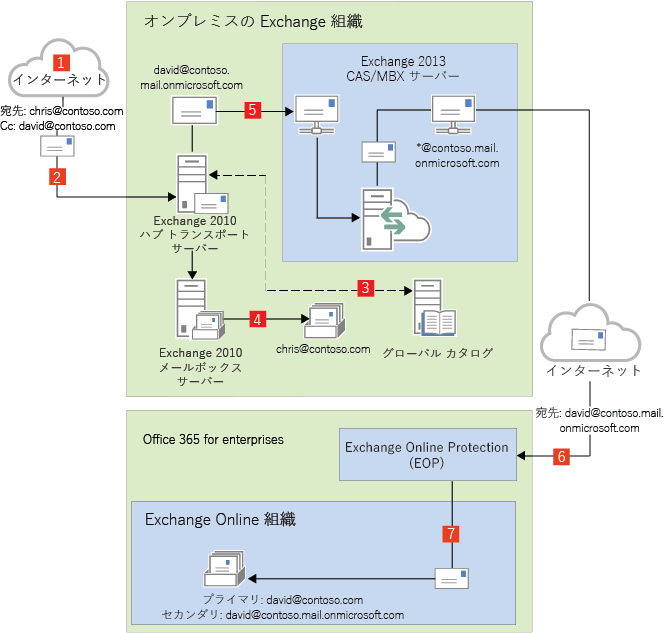 オンプレミスの Exchange 組織
1
インターネット
宛先: chris@contoso.com
Cc: david@contoso.com
2
david@contoso.
mail.onmicrosoft.com
5
Exchange 2013
CAS/MBX サーバー
*@contoso.mail.
onmicrosoft.com
Exchange 2010
ハブ トランスポート
サーバー
3
4
Exchange 2010
メールボックス
サーバー
chris@contoso.com
グローバル カタログ
インターネット
宛先: david@contoso.mail.
onmicrosoft.com
6
Office 365 for enterprises
Exchange Online Protection
(EOP)
Exchange Online 組織
7
プライマリ: david@contoso.com
セカンダリ: david@contoso.mail.onmicrosoft.com